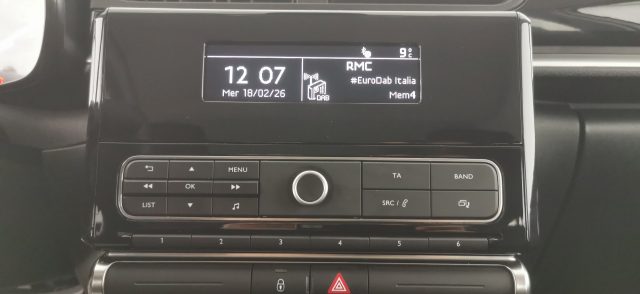 9°C
12 07
RMC
#EuroDab Italia
Mer 18/02/26
DAB
Mem4
MENU
TA
BAND
OK
LIST
SRC /
1 2 3 4 5 6